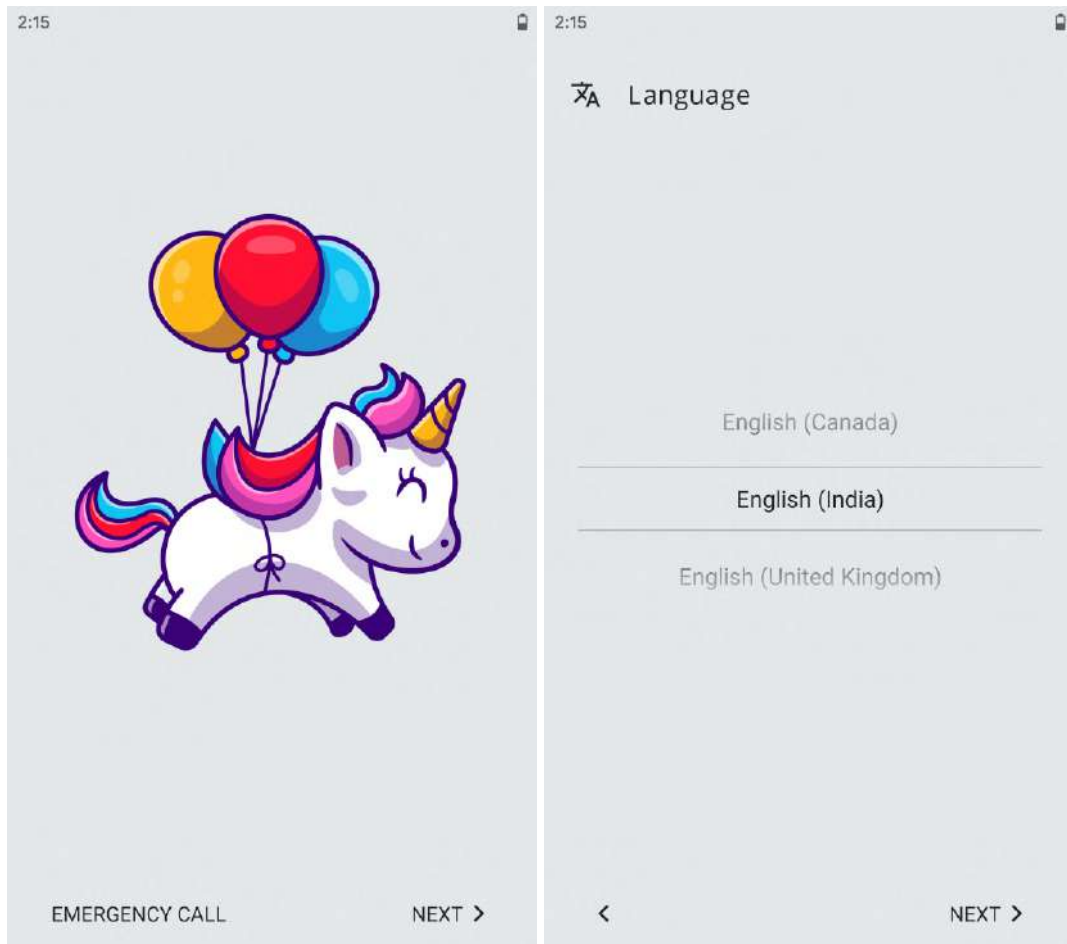 2:15
EMERGENCY CALL
NEXT >
2:15
Language
English (Canada)
English (India)
English (United Kingdom)
<
NEXT >